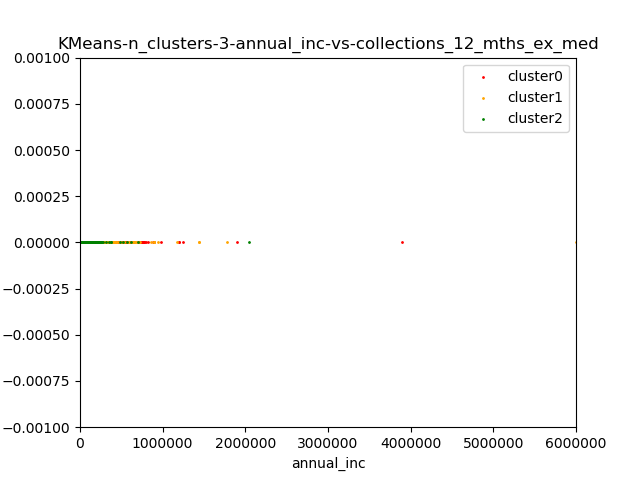 KMeans-n_clusters-3-annual_inc-vs-collections_12_mths_ex_med
0.00100
0.00075
0.00050
0.00025
0.00000
−0.00025
−0.00050
−0.00075
−0.00100
cluster0
cluster1
cluster2
0 1000000 2000000 3000000 4000000 5000000 6000000
annual_inc